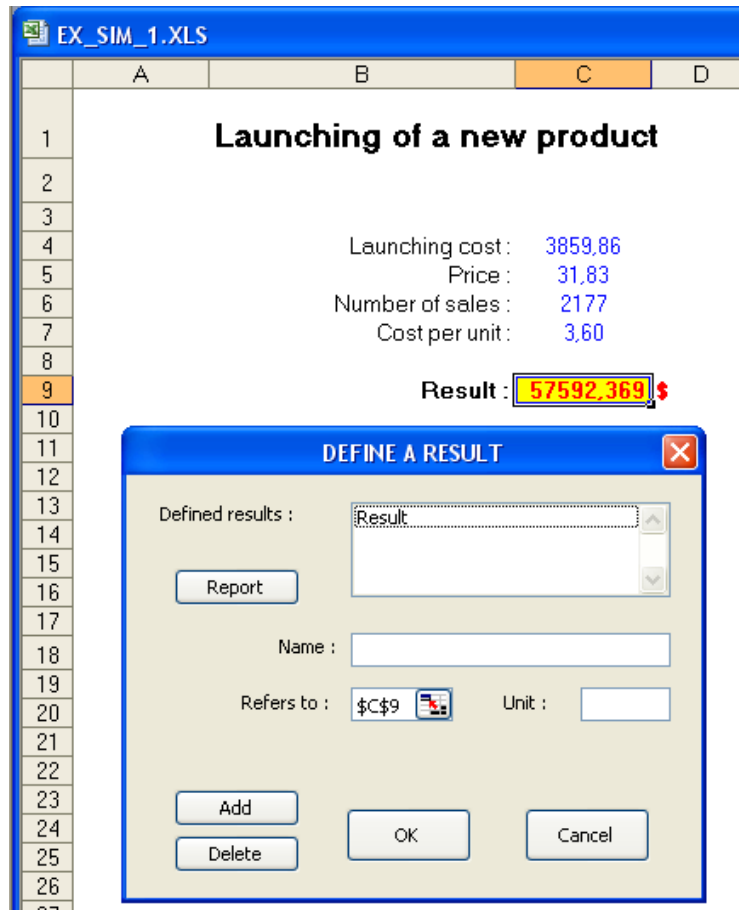 EX_SIM_1.XLS
A B C D
1 Launching of a new product
2
3
4 Launching cost : 3859,86
5 Price : 31,83
6 Number of sales : 2177
7 Cost per unit : 3,60
8
9 Result : 57592,369 $
10
11
DEFINE A RESULT
12
13
Defined results : Result
14
15
16
Report
17
18
Name :
19
20
Refers to : $C$9 Unit :
21
22
23
Add
24
OK Cancel
25
Delete
26